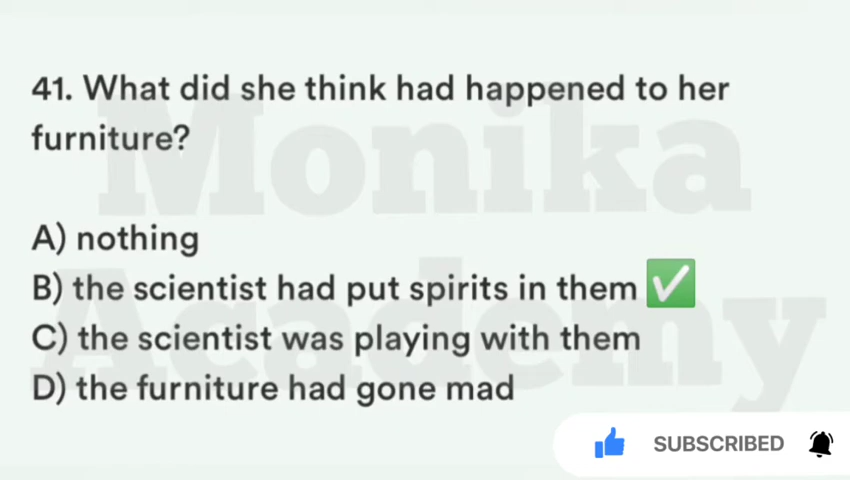 41. What did she think had happened to her
furniture?
A) nothing
B) the scientist had put spirits in them
C) the scientist was playing with them
D) the furniture had gone mad
Monika
Academy
SUBSCRIBED